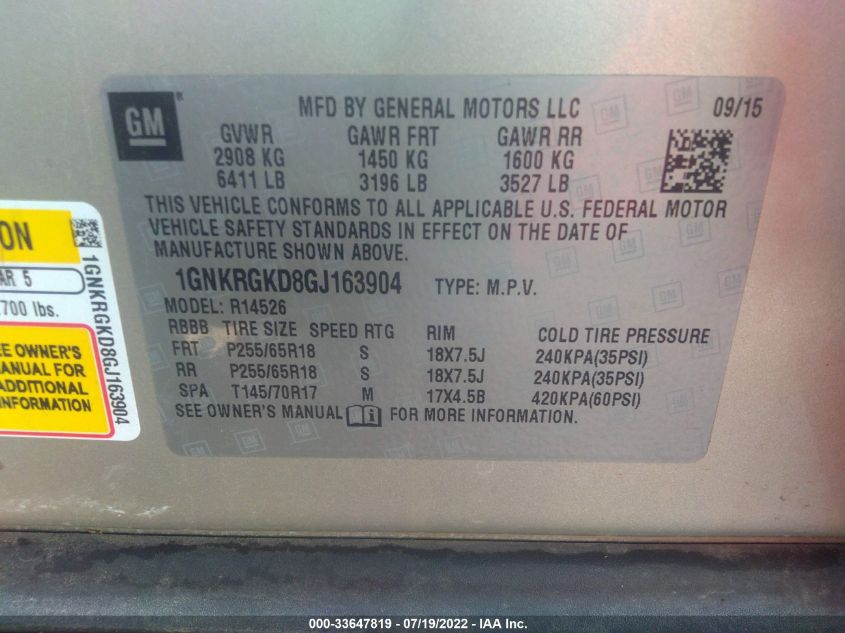 GM
MFD BY GENERAL MOTORS LLC
09/15
GVWR GAWR FRT GAWR RR
2908 KG 1450 KG 1600 KG
6411 LB 3196 LB 3527 LB
THIS VEHICLE CONFORMS TO ALL APPLICABLE U.S. FEDERAL MOTOR
VEHICLE SAFETY STANDARDS IN EFFECT ON THE DATE OF
MANUFACTURE SHOWN ABOVE.
1GNKRGKD8GJ163904 TYPE: M.P.V.
MODEL: R14526
RBBB TIRE SIZE SPEED RTG RIM COLD TIRE PRESSURE
FRT P255/65R18 S 18X7.5J 240KPA(35PSI)
RR P255/65R18 S 18X7.5J 240KPA(35PSI)
SPA T145/70R17 M 17X4.5B 420KPA(60PSI)
SEE OWNER'S MANUAL FOR MORE INFORMATION.
ON
AR 5
700 lbs.
EE OWNER'S
MANUAL FOR
ADDITIONAL
INFORMATION
1GNKRGKD8GJ163904
000-33647819 / 07/19/2022 - IAA Inc.